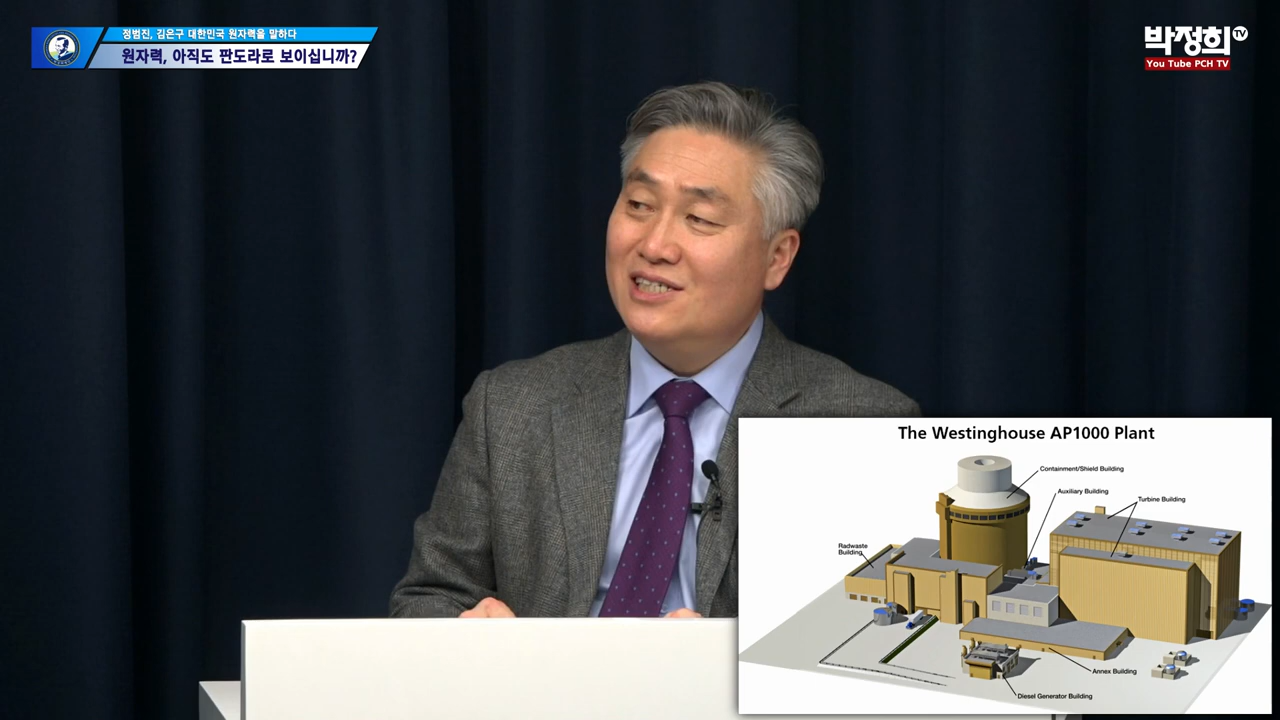 정범진, 김은구 대한민국 원자력을 말하다
원자력, 아직도 판도라로 보이십니까?
박정희TV
You Tube PCH TV
The Westinghouse AP1000 Plant
Containment/Shield Building
Auxiliary Building
Turbine Building
Radwaste
Building
Annex Building
Diesel Generator Building